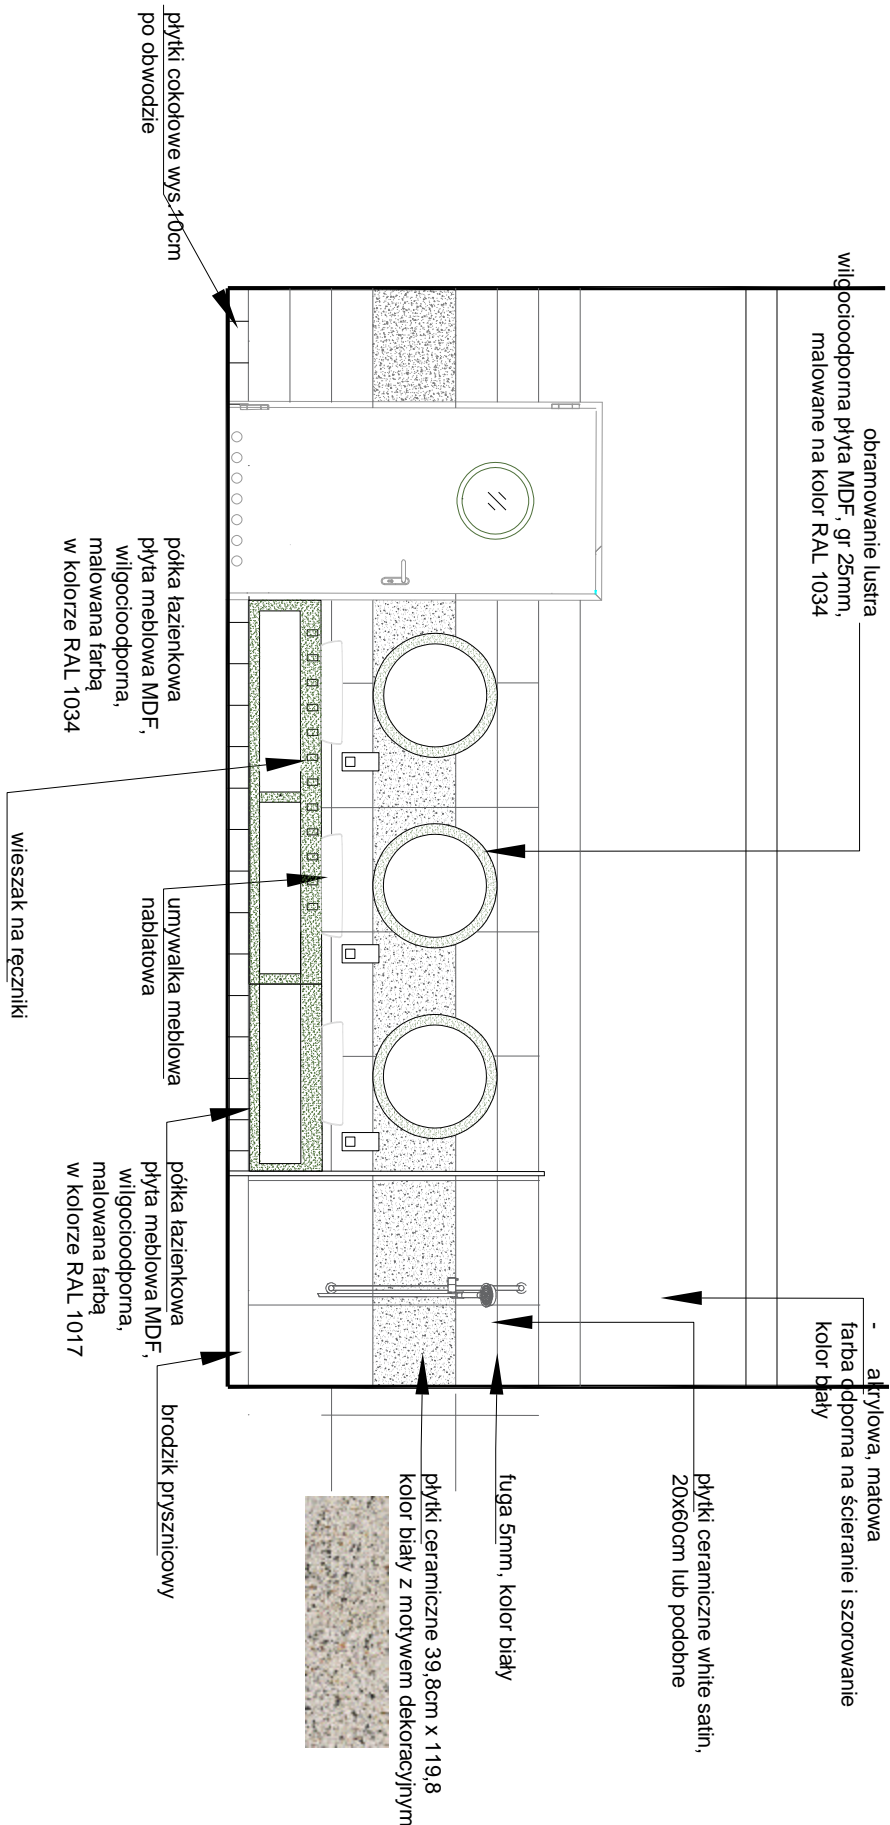 płytki cokołowe wys.10cm
po obwodzie
obramowanie lustra
wilgocioodporna płyta MDF, gr 25mm,
malowane na kolor RAL 1034
- akrylowa, matowa
farba odporna na ścieranie i szorowanie
kolor biały
płytki ceramiczne white satin,
20x60cm lub podobne
fuga 5mm, kolor biały
płytki ceramiczne 39,8cm x 119,8
kolor biały z motywem dekoracyjnym
półka łazienkowa
płyta meblowa MDF,
wilgocioodporna,
malowana farbą
w kolorze RAL 1034
wieszak na ręczniki
umywalka meblowa
nablatowa
półka łazienkowa
płyta meblowa MDF,
wilgocioodporna,
malowana farbą
w kolorze RAL 1017
brodzik prysznicowy